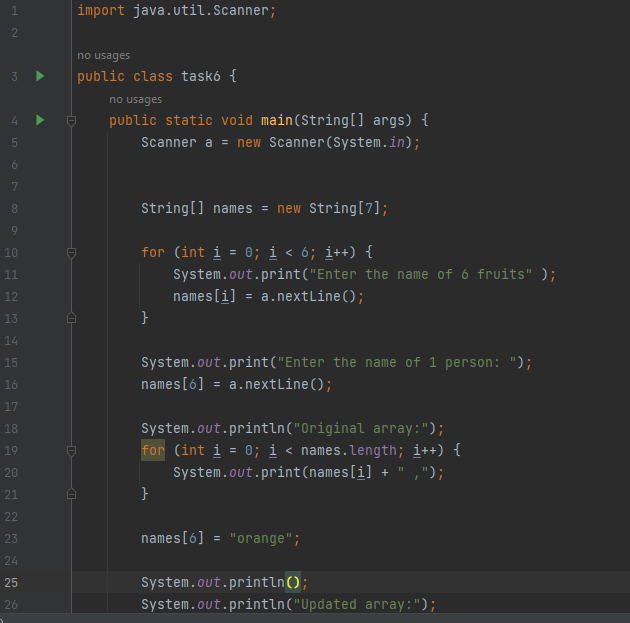 1 import java.util.Scanner;
2
no usages
3 public class task6 {
no usages
4 public static void main(String[] args) {
5 Scanner a = new Scanner(System.in);
6
7
8 String[] names = new String[7];
9
10 for (int i = 0; i < 6; i++) {
11 System.out.print("Enter the name of 6 fruits" );
12 names[i] = a.nextLine();
13 }
14
15 System.out.print("Enter the name of 1 person: ");
16 names[6] = a.nextLine();
17
18 System.out.println("Original array:");
19 for (int i = 0; i < names.length; i++) {
20 System.out.print(names[i] + " ,");
21 }
22
23 names[6] = "orange";
24
25 System.out.println();
26 System.out.println("Updated array:");